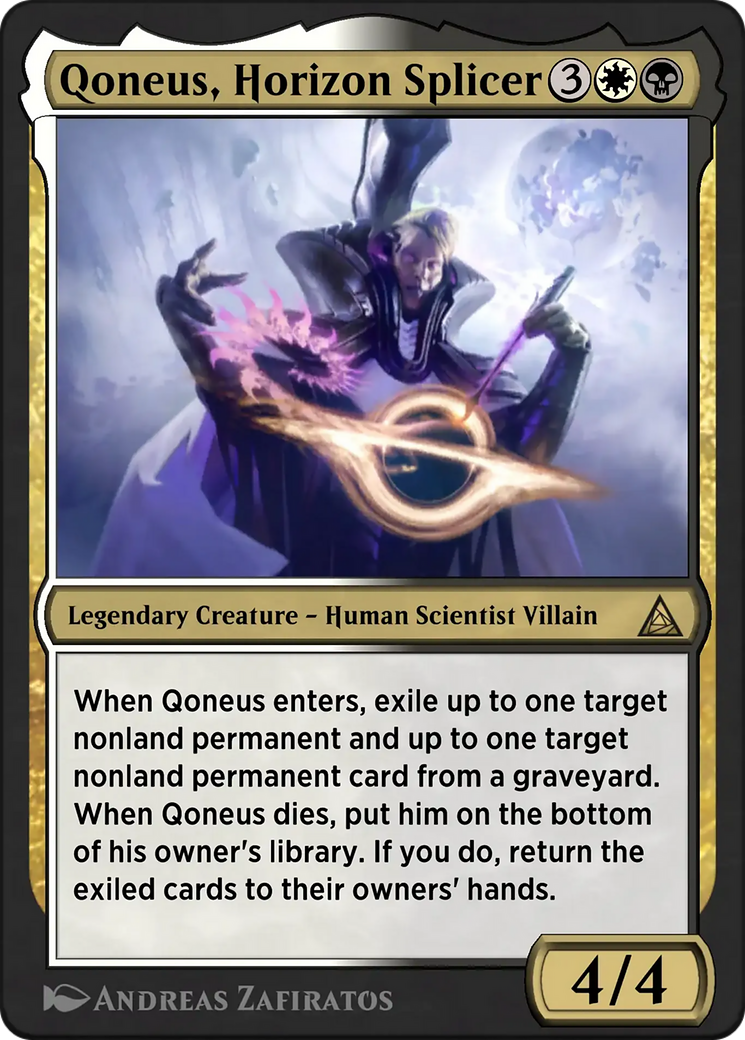 Qoneus, Horizon Splicer 3
Legendary Creature – Human Scientist Villain
When Qoneus enters, exile up to one target
nonland permanent and up to one target
nonland permanent card from a graveyard.
When Qoneus dies, put him on the bottom
of his owner's library. If you do, return the
exiled cards to their owners' hands.
4/4
Andreas Zafiratos